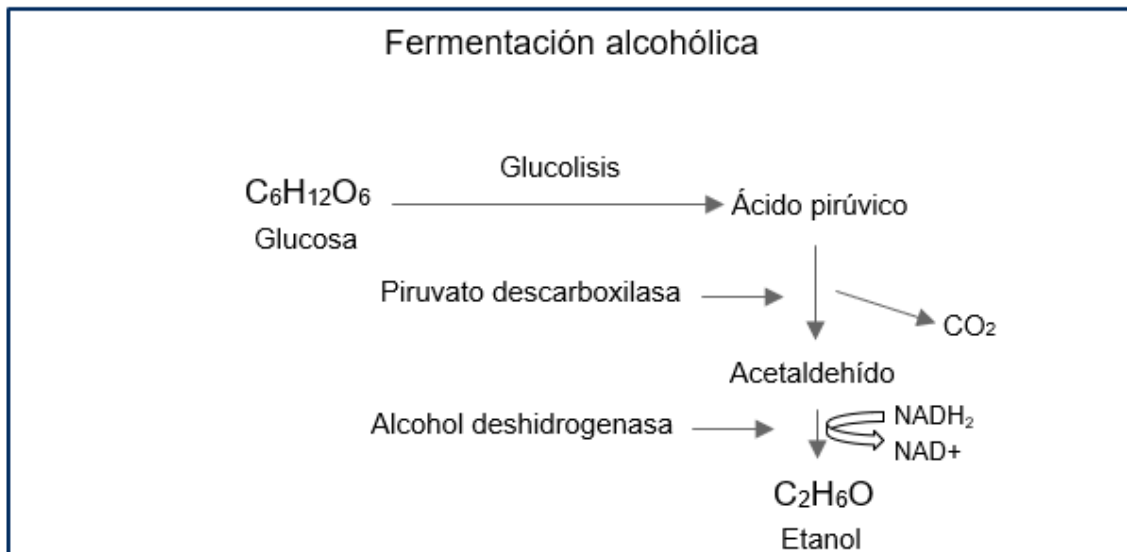 Fermentación alcohólica
Glucolisis
C₆H₁₂O₆
Ácido pirúvico
Glucosa
Piruvato descarboxilasa
CO₂
Acetaldehído
Alcohol deshidrogenasa
NADH₂
NAD+
C₂H₆O
Etanol